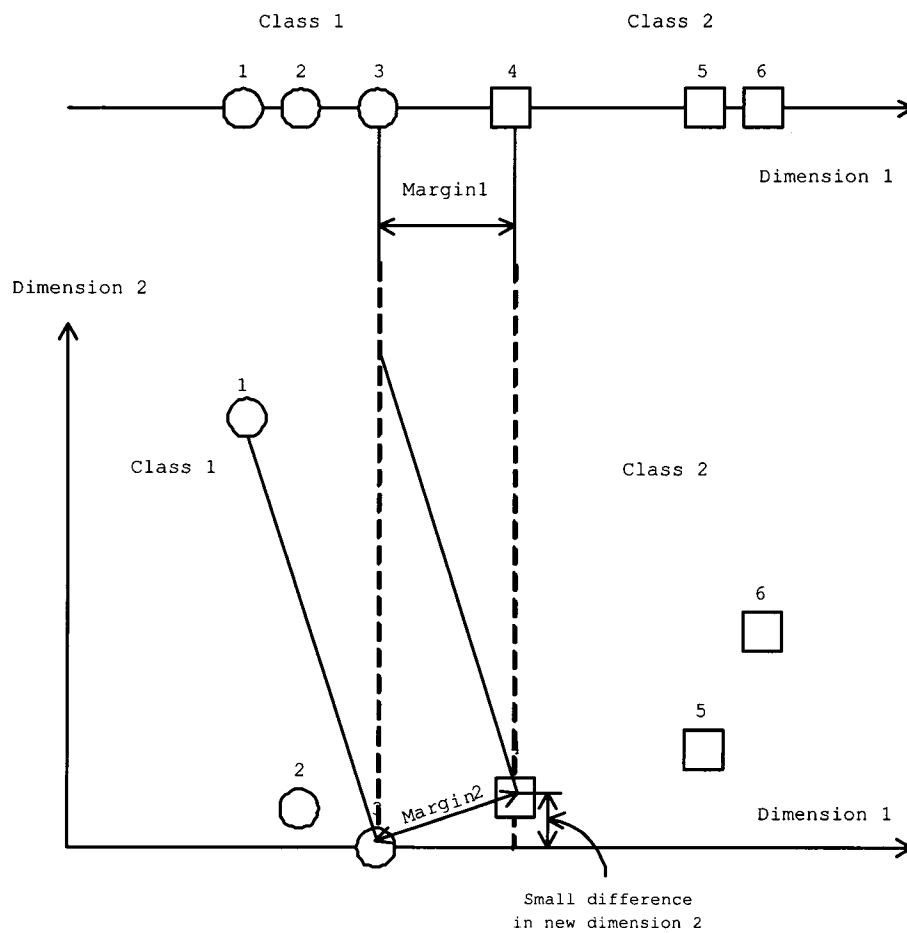 Class 1
Class 2
1
2
3
4
5
6
Dimension 1
Margin1
Dimension 2
1
Class 1
Class 2
6
5
2
3
Margin2
Dimension 1
Small difference
in new dimension 2